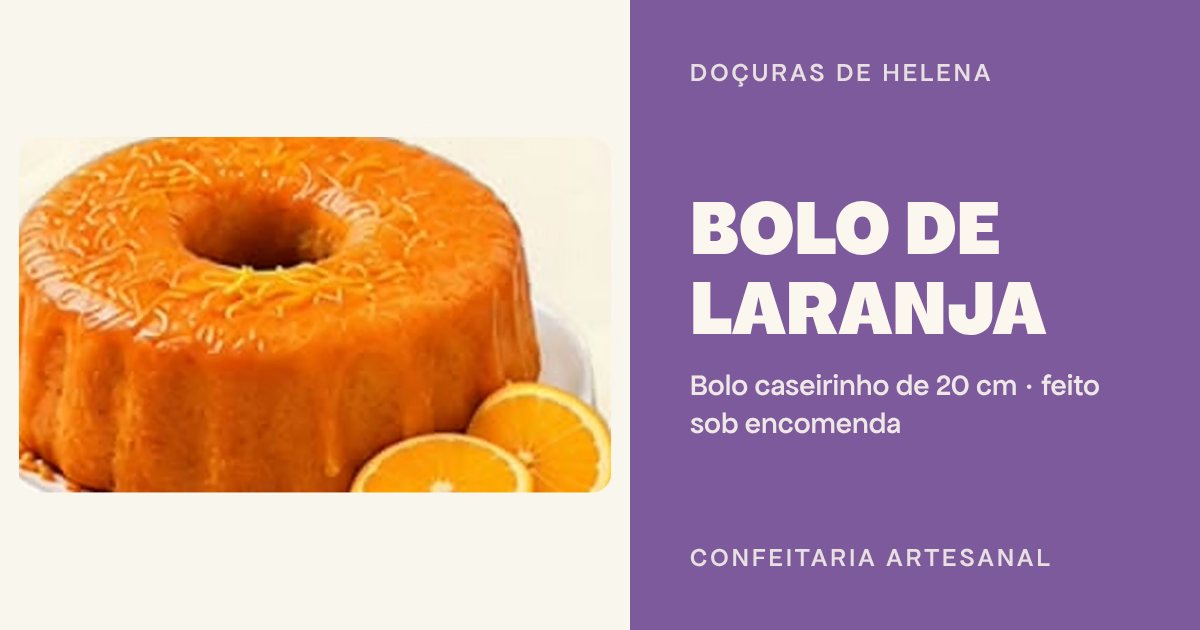 DOÇURAS DE HELENA
BOLO DE
LARANJA
Bolo caseirinho de 20 cm · feito
sob encomenda
CONFEITARIA ARTESANAL